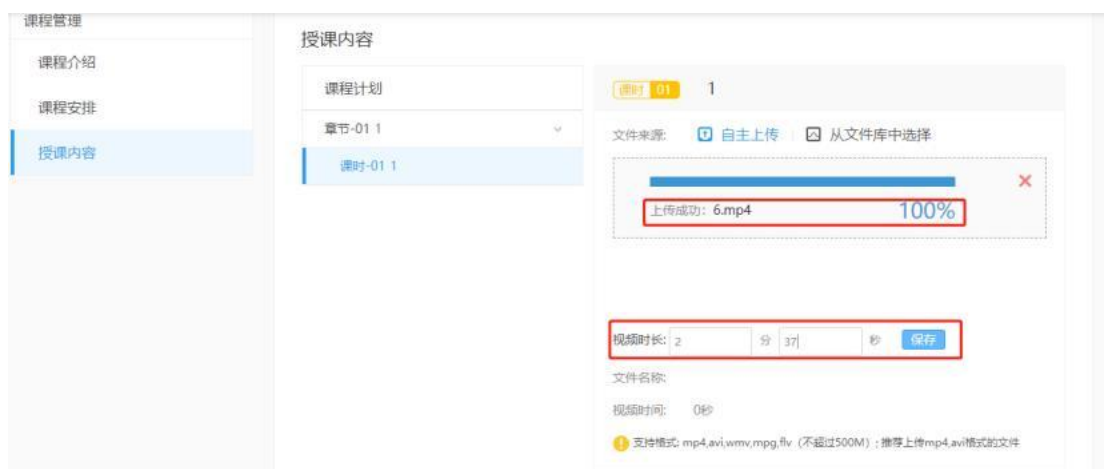 课程管理
课程介绍
课程安排
授课内容
授课内容
课程计划
章节-01 1
课时-01 1
课时 01 1
文件来源: 自主上传 从文件库中选择
上传成功: 6.mp4 100%
视频时长: 2 分 37 秒 保存
文件名称:
视频时间: 0秒
支持格式: mp4,avi,wmv,mpg,flv（不超过500M）; 推荐上传mp4,avi格式的文件